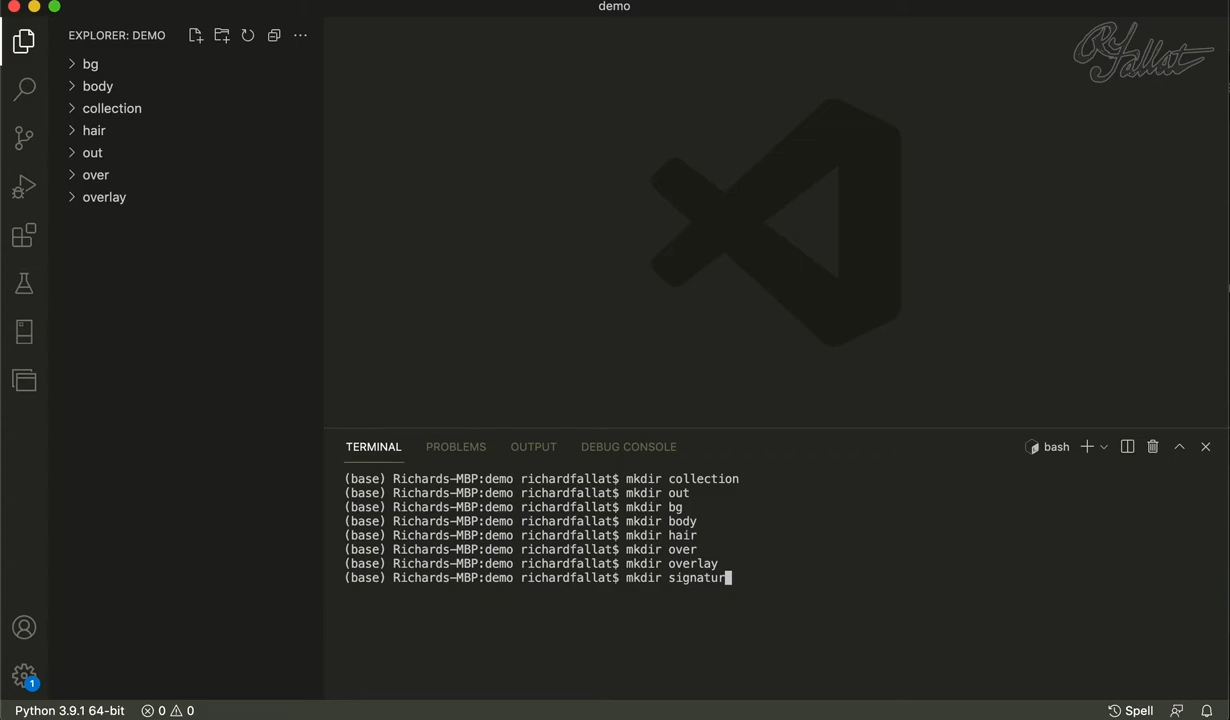 demo
RJ Fallat
EXPLORER: DEMO
bg
body
collection
hair
out
over
overlay
TERMINAL PROBLEMS OUTPUT DEBUG CONSOLE bash
(base) Richards-MBP:demo richardfallat$ mkdir collection
(base) Richards-MBP:demo richardfallat$ mkdir out
(base) Richards-MBP:demo richardfallat$ mkdir bg
(base) Richards-MBP:demo richardfallat$ mkdir body
(base) Richards-MBP:demo richardfallat$ mkdir hair
(base) Richards-MBP:demo richardfallat$ mkdir over
(base) Richards-MBP:demo richardfallat$ mkdir overlay
(base) Richards-MBP:demo richardfallat$ mkdir signatur
1
Python 3.9.1 64-bit 0 0 Spell